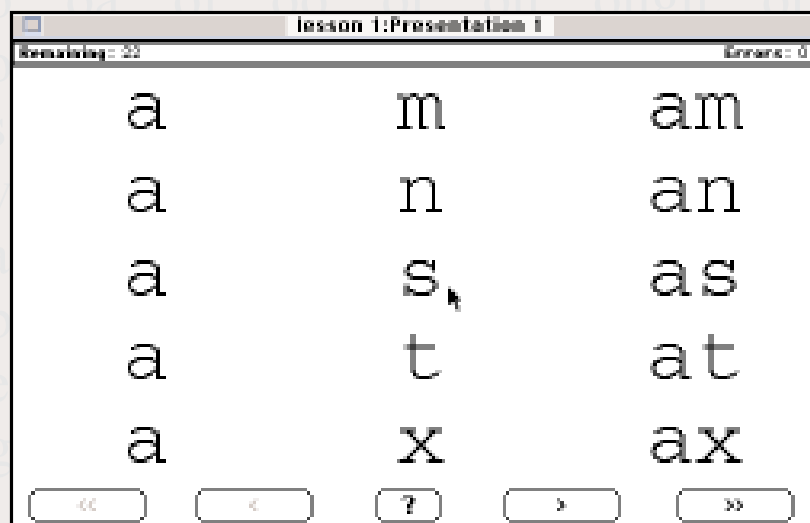 lesson 1:Presentation 1
Remaining: 22 Errors: 0
a m am
a n an
a s as
a t at
a x ax
<< < ? > >>